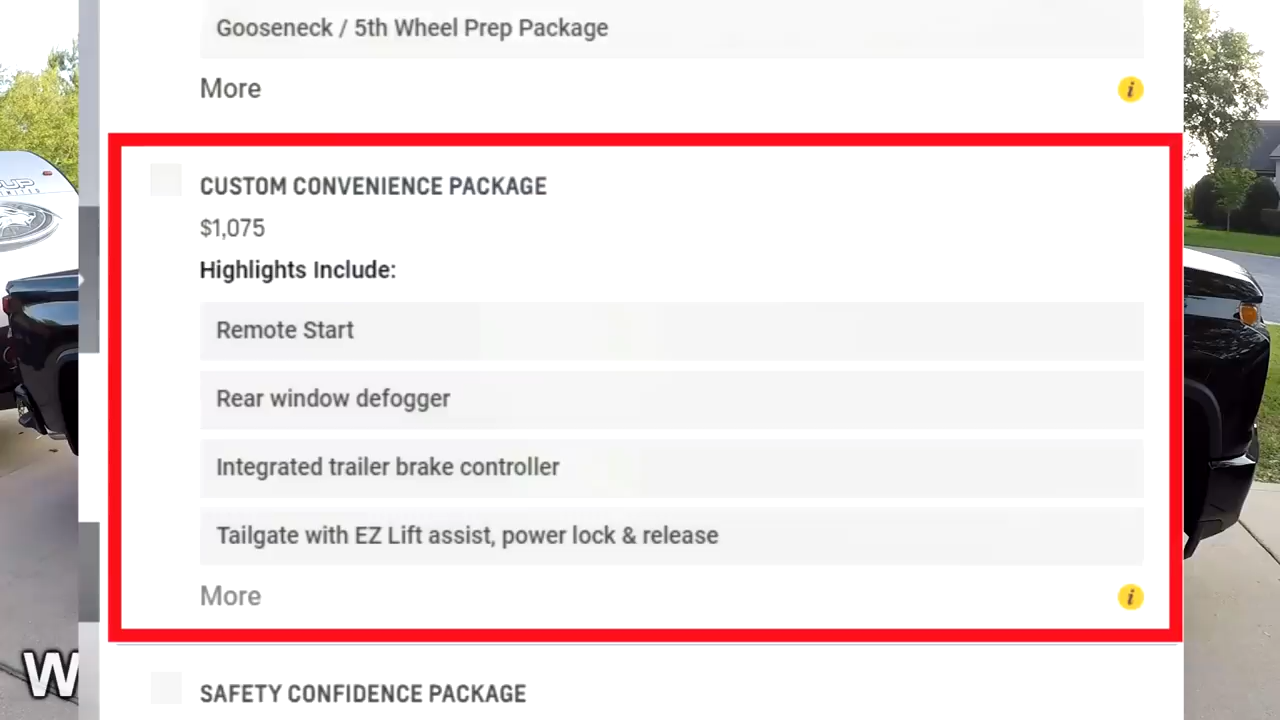 Gooseneck / 5th Wheel Prep Package
More
i
CUSTOM CONVENIENCE PACKAGE
$1,075
Highlights Include:
Remote Start
Rear window defogger
Integrated trailer brake controller
Tailgate with EZ Lift assist, power lock & release
More
i
W
SAFETY CONFIDENCE PACKAGE